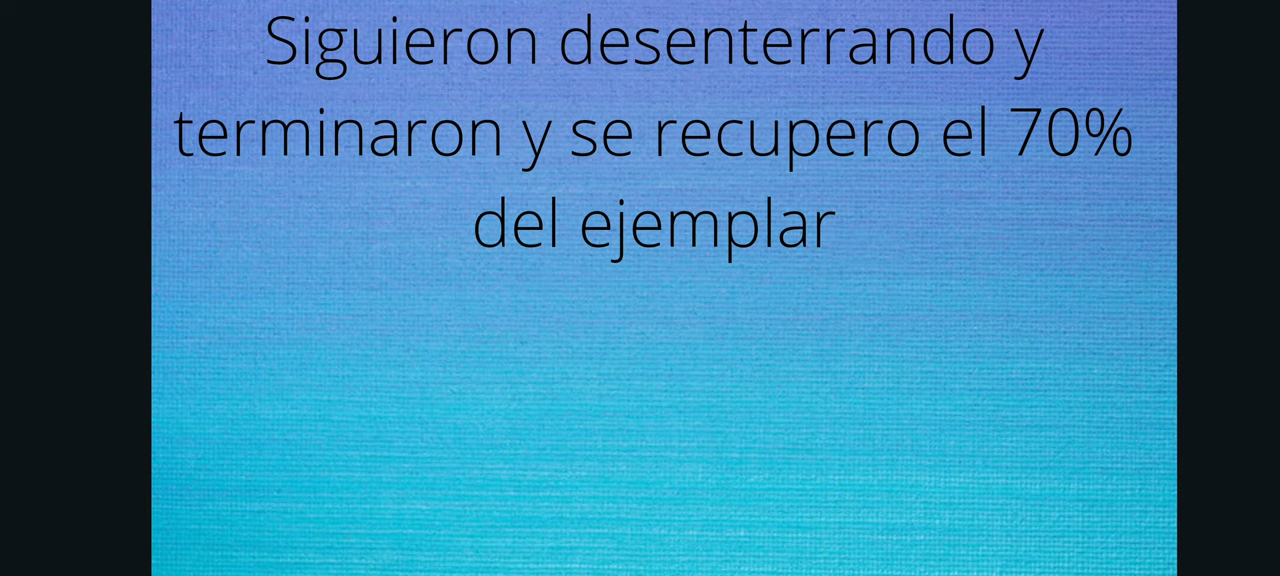 Siguieron desenterrando y
terminaron y se recupero el 70%
del ejemplar